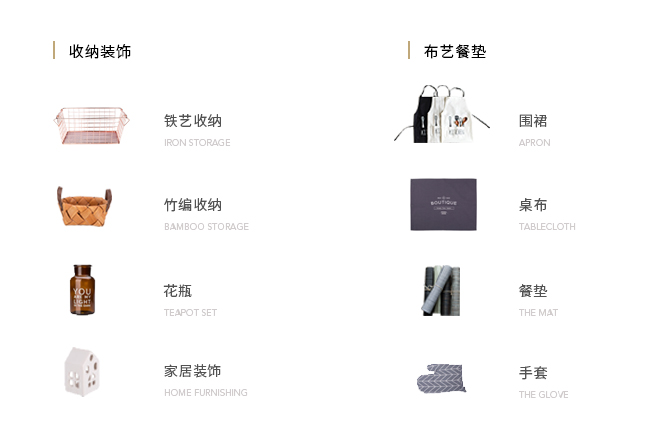 收纳装饰
铁艺收纳
IRON STORAGE
竹编收纳
BAMBOO STORAGE
YOU
ARE MY
LIGHT
花瓶
TEAPOT SET
家居装饰
HOME FURNISHING
布艺餐垫
围裙
APRON
BOUTIQUE
桌布
TABLECLOTH
餐垫
THE MAT
手套
THE GLOVE